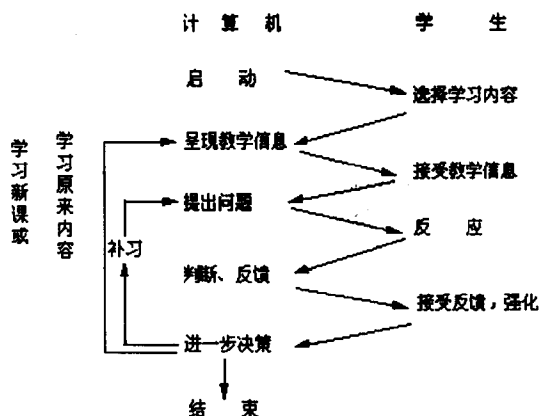 计算机 学生
启动
选择学习内容
呈现教学信息
接受教学信息
提出问题
反应
判断、反馈
接受反馈，强化
进一步决策
结束
补习
学习新课或
学习原来内容